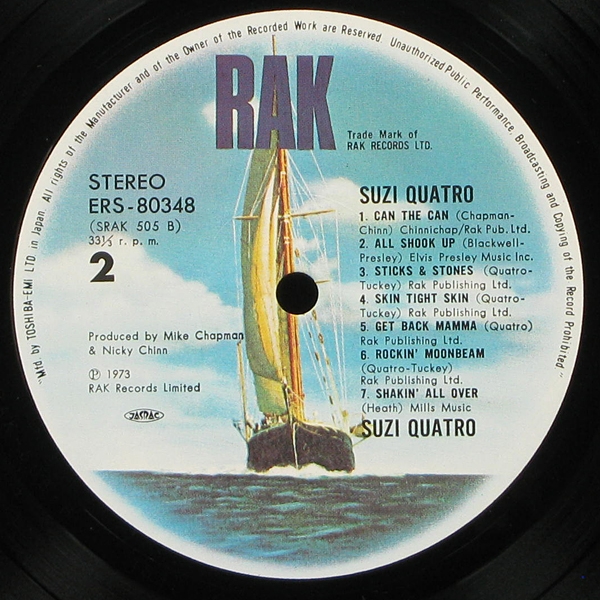 "Mfd. by TOSHIBA-EMI LTD. in Japan. All rights of the Manufacturer and of the Owner of the Recorded Work are Reserved. Unauthorized Public Performance, Broadcasting and Copying of the Record Prohibited"
RAK
Trade Mark of
RAK RECORDS LTD.
STEREO
ERS-80348
(SRAK 505 B)
33⅓ r. p. m.
2
Produced by Mike Chapman
& Nicky Chinn
Ⓟ 1973
RAK Records Limited
JASRAC
SUZI QUATRO
1. CAN THE CAN (Chapman-
Chinn) Chinnichap/Rak Pub. Ltd.
2. ALL SHOOK UP (Blackwell-
Presley) Elvis Presley Music Inc.
3. STICKS & STONES (Quatro-
Tuckey) Rak Publishing Ltd.
4. SKIN TIGHT SKIN (Quatro-
Tuckey) Rak Publishing Ltd.
5. GET BACK MAMMA (Quatro)
Rak Publishing Ltd.
6. ROCKIN' MOONBEAM
(Quatro-Tuckey)
Rak Publishing Ltd.
7. SHAKIN' ALL OVER
(Heath) Mills Music
SUZI QUATRO